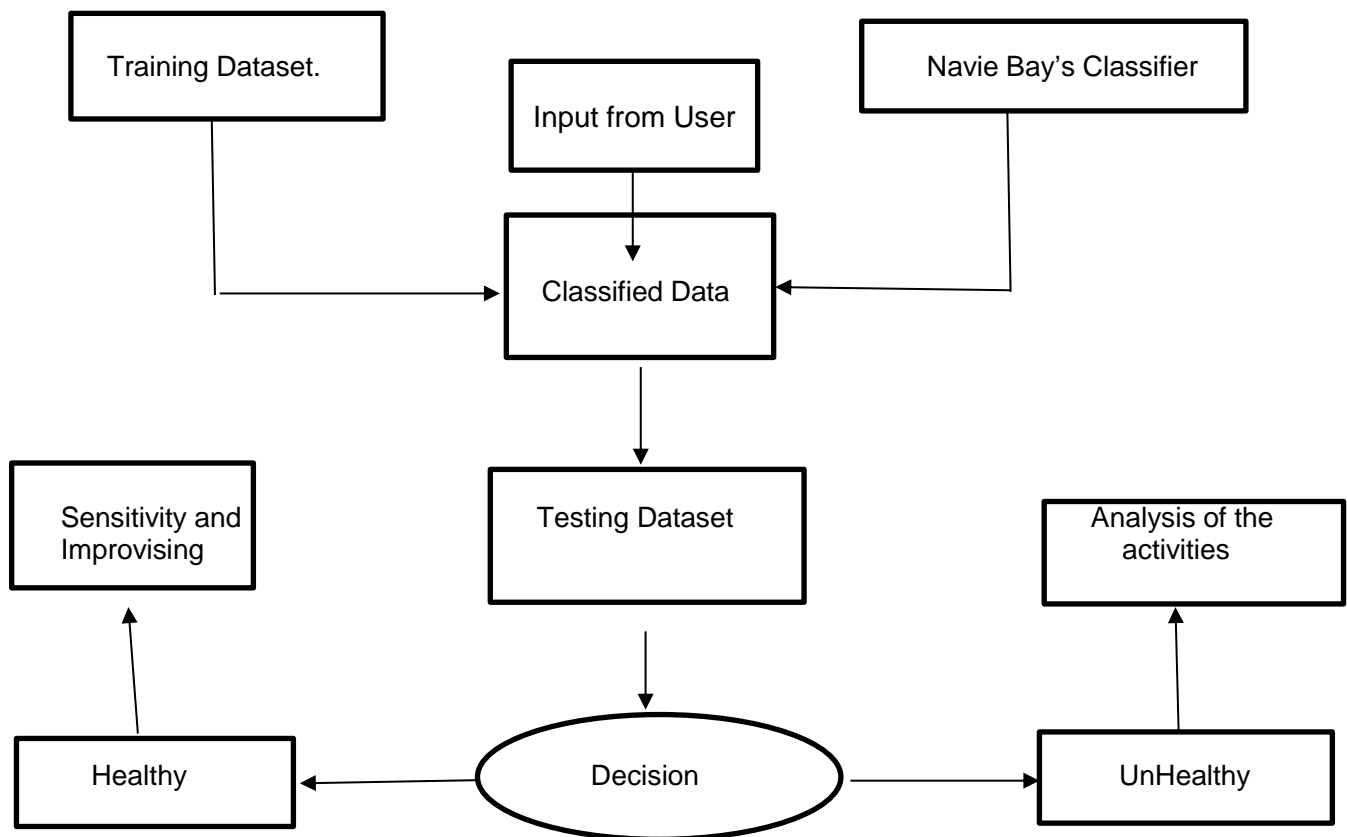 Training Dataset.
Input from User
Navie Bay's Classifier
Classified Data
Sensitivity and
Improvising
Testing Dataset
Analysis of the
activities
Healthy
Decision
UnHealthy